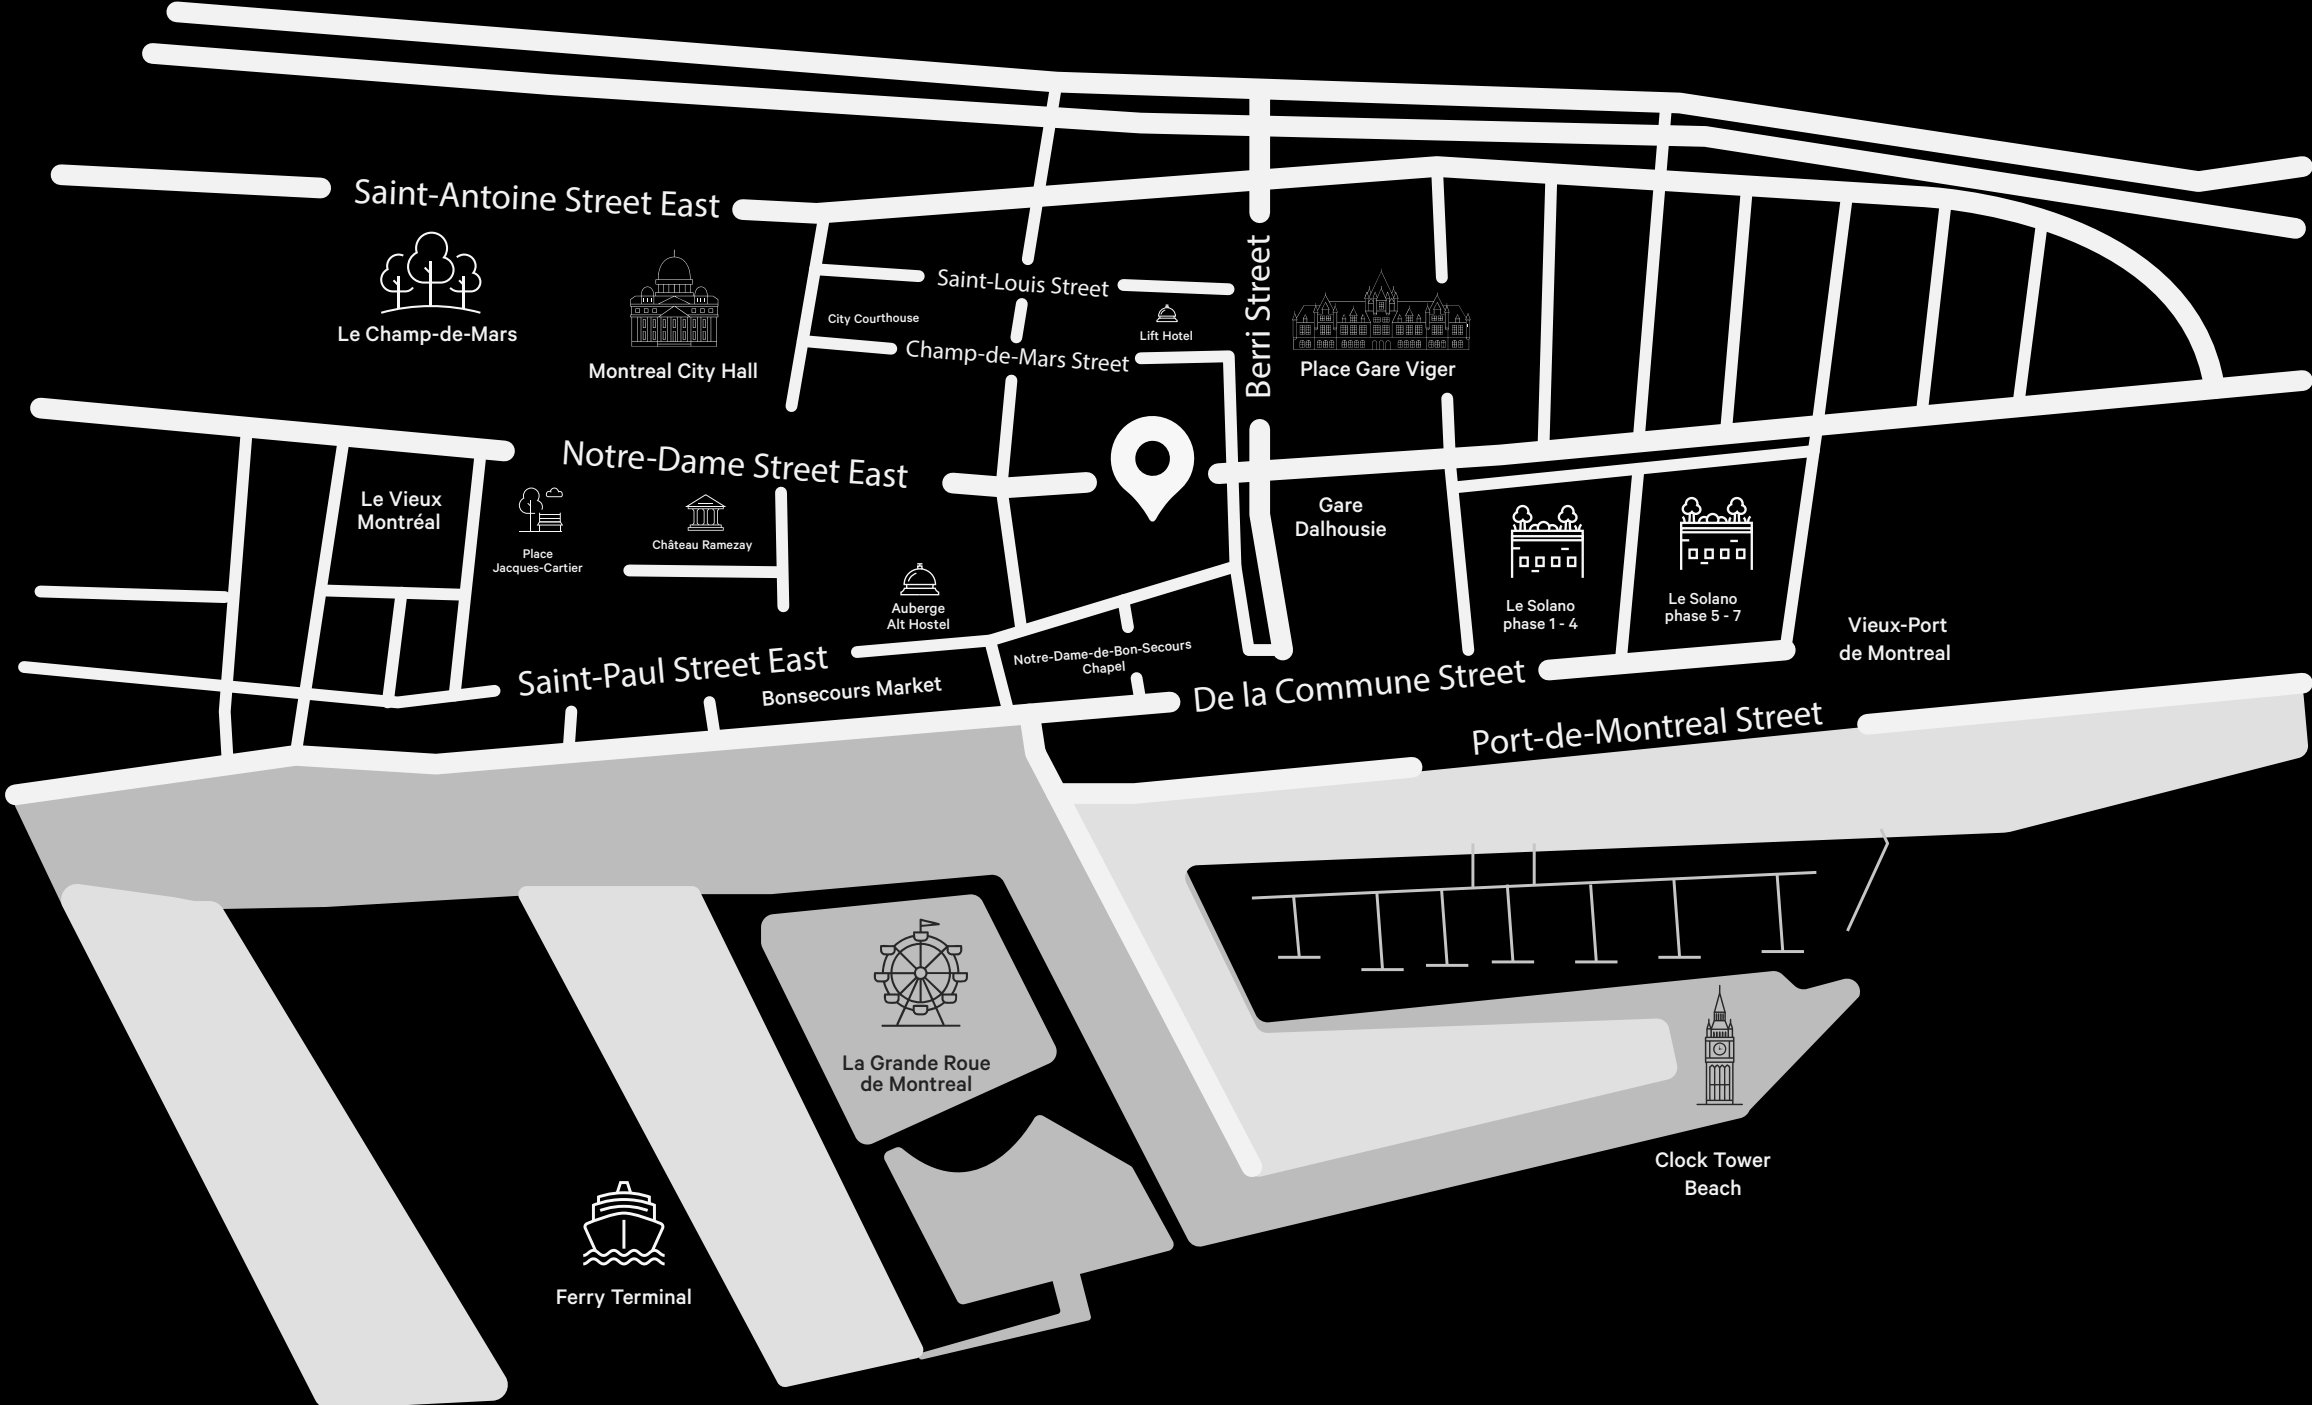 Saint-Antoine Street East
Le Champ-de-Mars
Montreal City Hall
Saint-Louis Street
City Courthouse
Lift Hotel
Champ-de-Mars Street
Berri Street
Place Gare Viger
Notre-Dame Street East
Le Vieux
Montréal
Place
Jacques-Cartier
Château Ramezay
Auberge
Alt Hostel
Gare
Dalhousie
Le Solano
phase 1 - 4
Le Solano
phase 5 - 7
Vieux-Port
de Montreal
Saint-Paul Street East
Bonsecours Market
Notre-Dame-de-Bon-Secours
Chapel
De la Commune Street
Port-de-Montreal Street
La Grande Roue
de Montreal
Clock Tower
Beach
Ferry Terminal